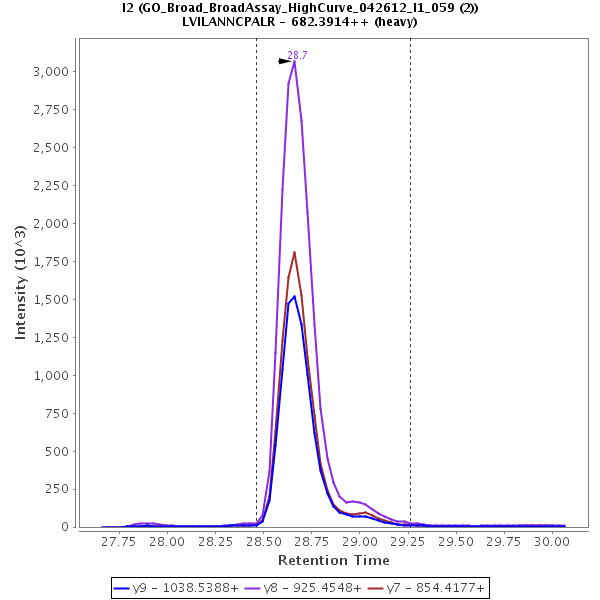 I2 (GO_Broad_BroadAssay_HighCurve_042612_I1_059 (2))
LVILANNCPALR - 682.3914++ (heavy)
28.7
3,000
2,750
2,500
2,250
2,000
1,750
1,500
1,250
1,000
750
500
250
0
Intensity (10^3)
27.75 28.00 28.25 28.50 28.75 29.00 29.25 29.50 29.75 30.00
Retention Time
y9 - 1038.5388+ y8 - 925.4548+ y7 - 854.4177+